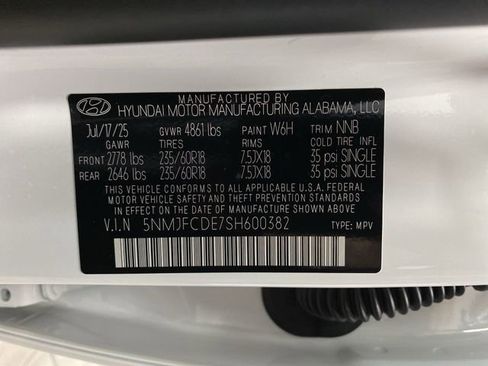 MANUFACTURED BY
HYUNDAI MOTOR MANUFACTURING ALABAMA, LLC
Jul/17/25 GVWR 4861 lbs PAINT W6H TRIM NNB
GAWR TIRES RIMS COLD TIRE INFL
FRONT 2778 lbs 235/60R18 7.5JX18 35 psi SINGLE
REAR 2646 lbs 235/60R18 7.5JX18 35 psi SINGLE
THIS VEHICLE CONFORMS TO ALL APPLICABLE U.S.A. FEDERAL
MOTOR VEHICLE SAFETY AND THEFT PREVENTION STANDARDS
IN EFFECT ON THE DATE OF MANUFACTURE SHOWN ABOVE.
V.I.N 5NMJFCDE7SH600382 TYPE: MPV